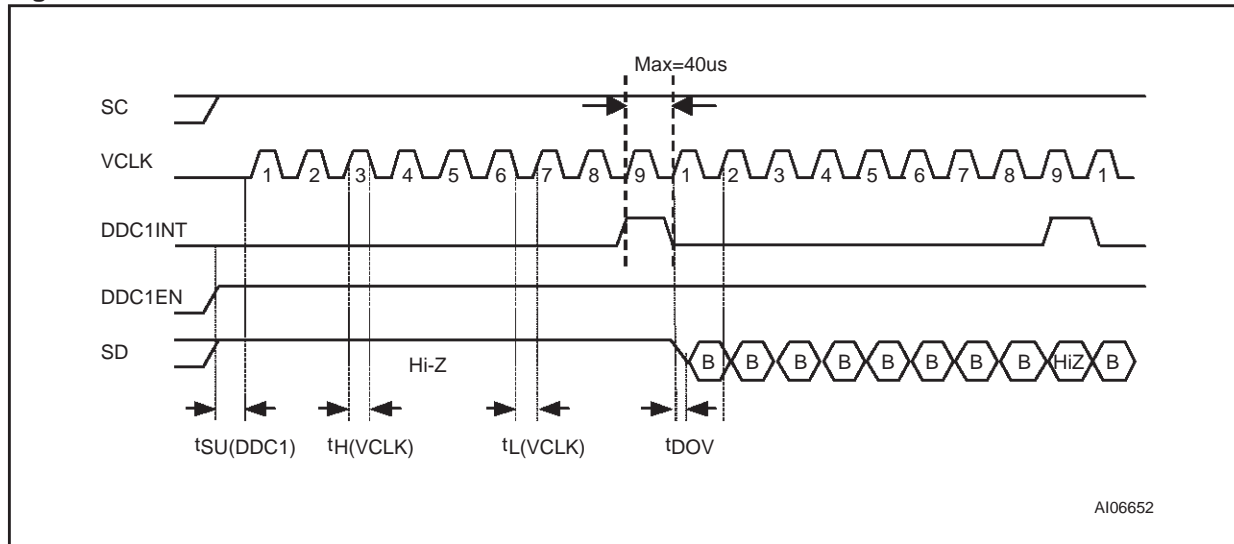 Max=40us
SC
VCLK
1 2 3 4 5 6 7 8 9 1 2 3 4 5 6 7 8 9 1
DDC1INT
DDC1EN
SD
Hi-Z
B B B B B B B B HiZ B
tSU(DDC1) tH(VCLK) tL(VCLK) tDOV
AI06652